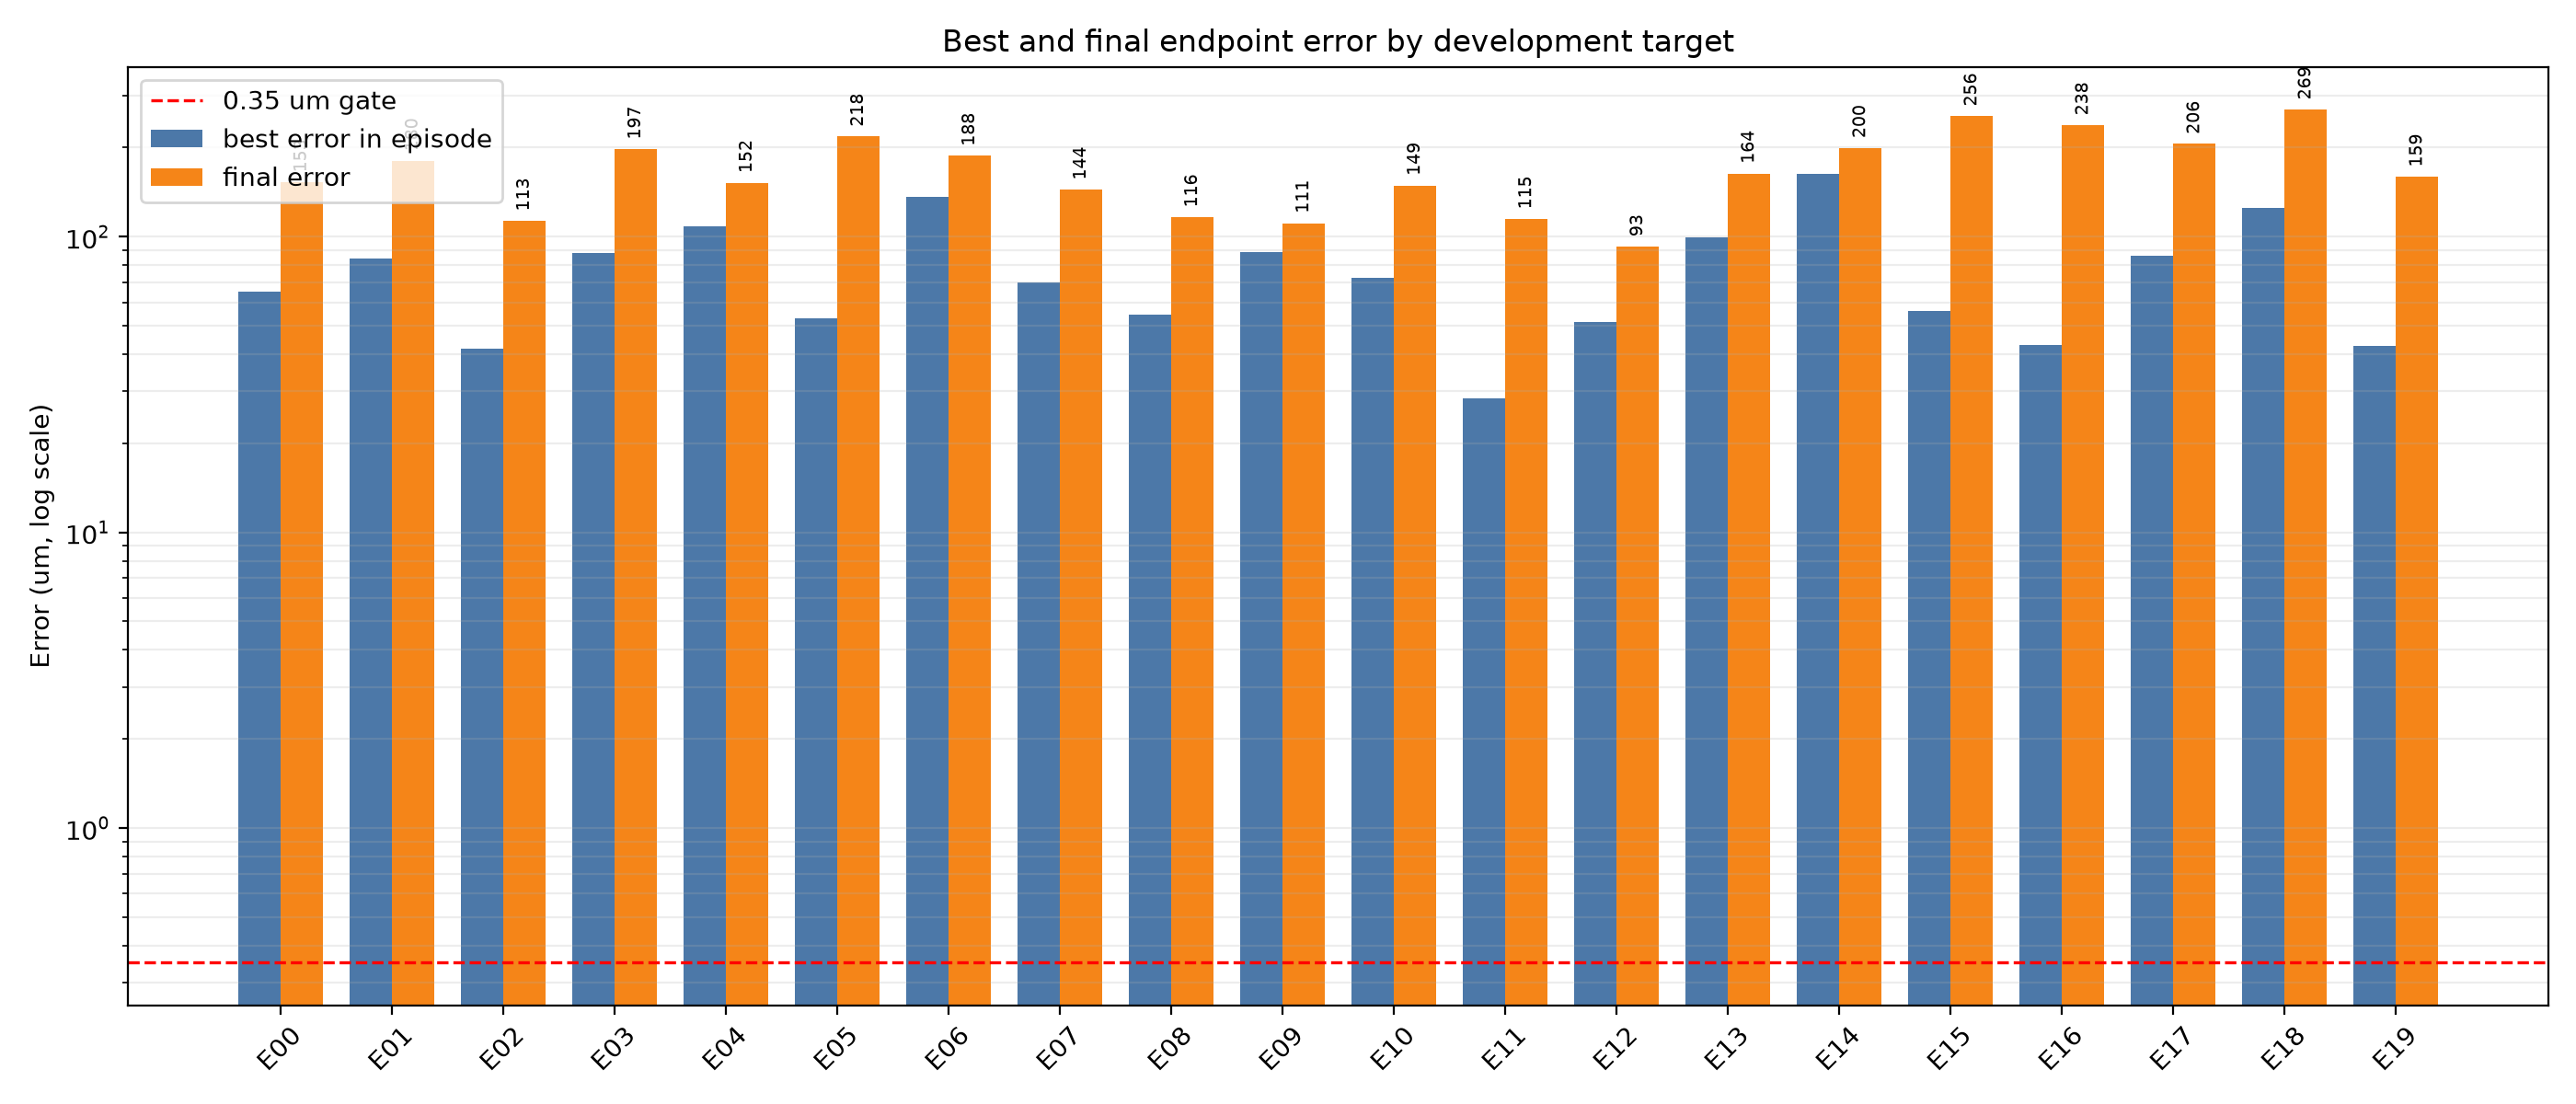 Best and final endpoint error by development target
0.35 um gate
best error in episode
final error
197
152
218
188
144
116
111
149
115
93
164
200
256
238
206
269
159
113
Error (um, log scale)
10²
10¹
10⁰
E00
E01
E02
E03
E04
E05
E06
E07
E08
E09
E10
E11
E12
E13
E14
E15
E16
E17
E18
E19